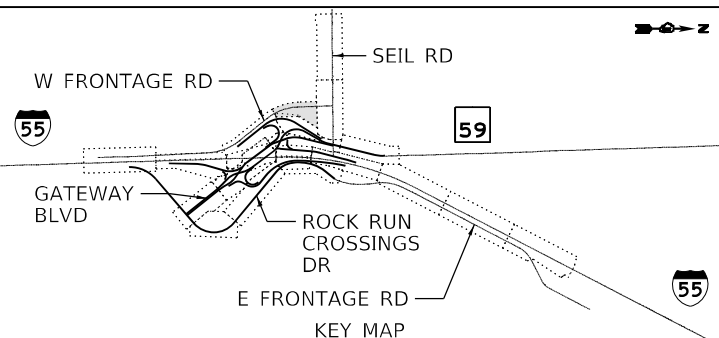 Z
SEIL RD
W FRONTAGE RD
55
59
GATEWAY
BLVD
ROCK RUN
CROSSINGS
DR
E FRONTAGE RD
55
KEY MAP